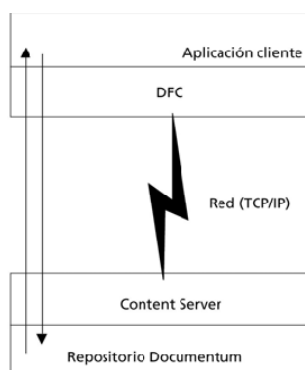 Aplicación cliente
DFC
Red (TCP/IP)
Content Server
Repositorio Documentum